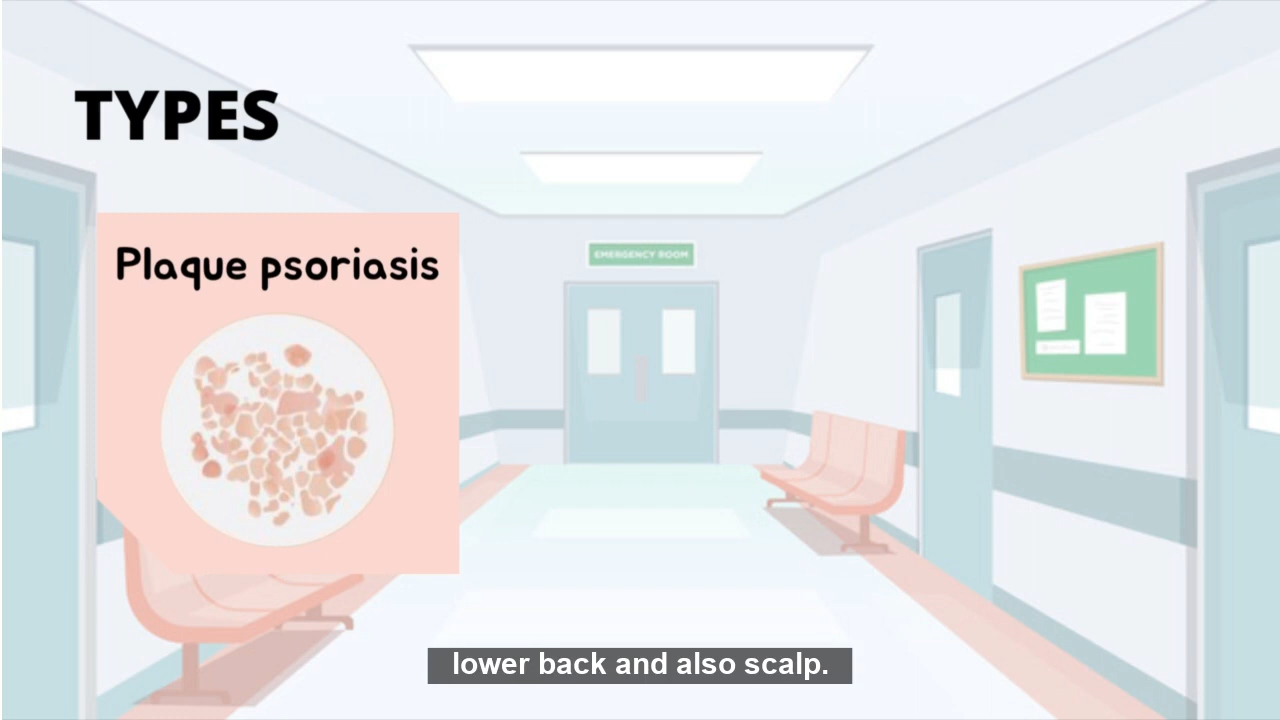 TYPES
Plaque psoriasis
EMERGENCY ROOM
lower back and also scalp.